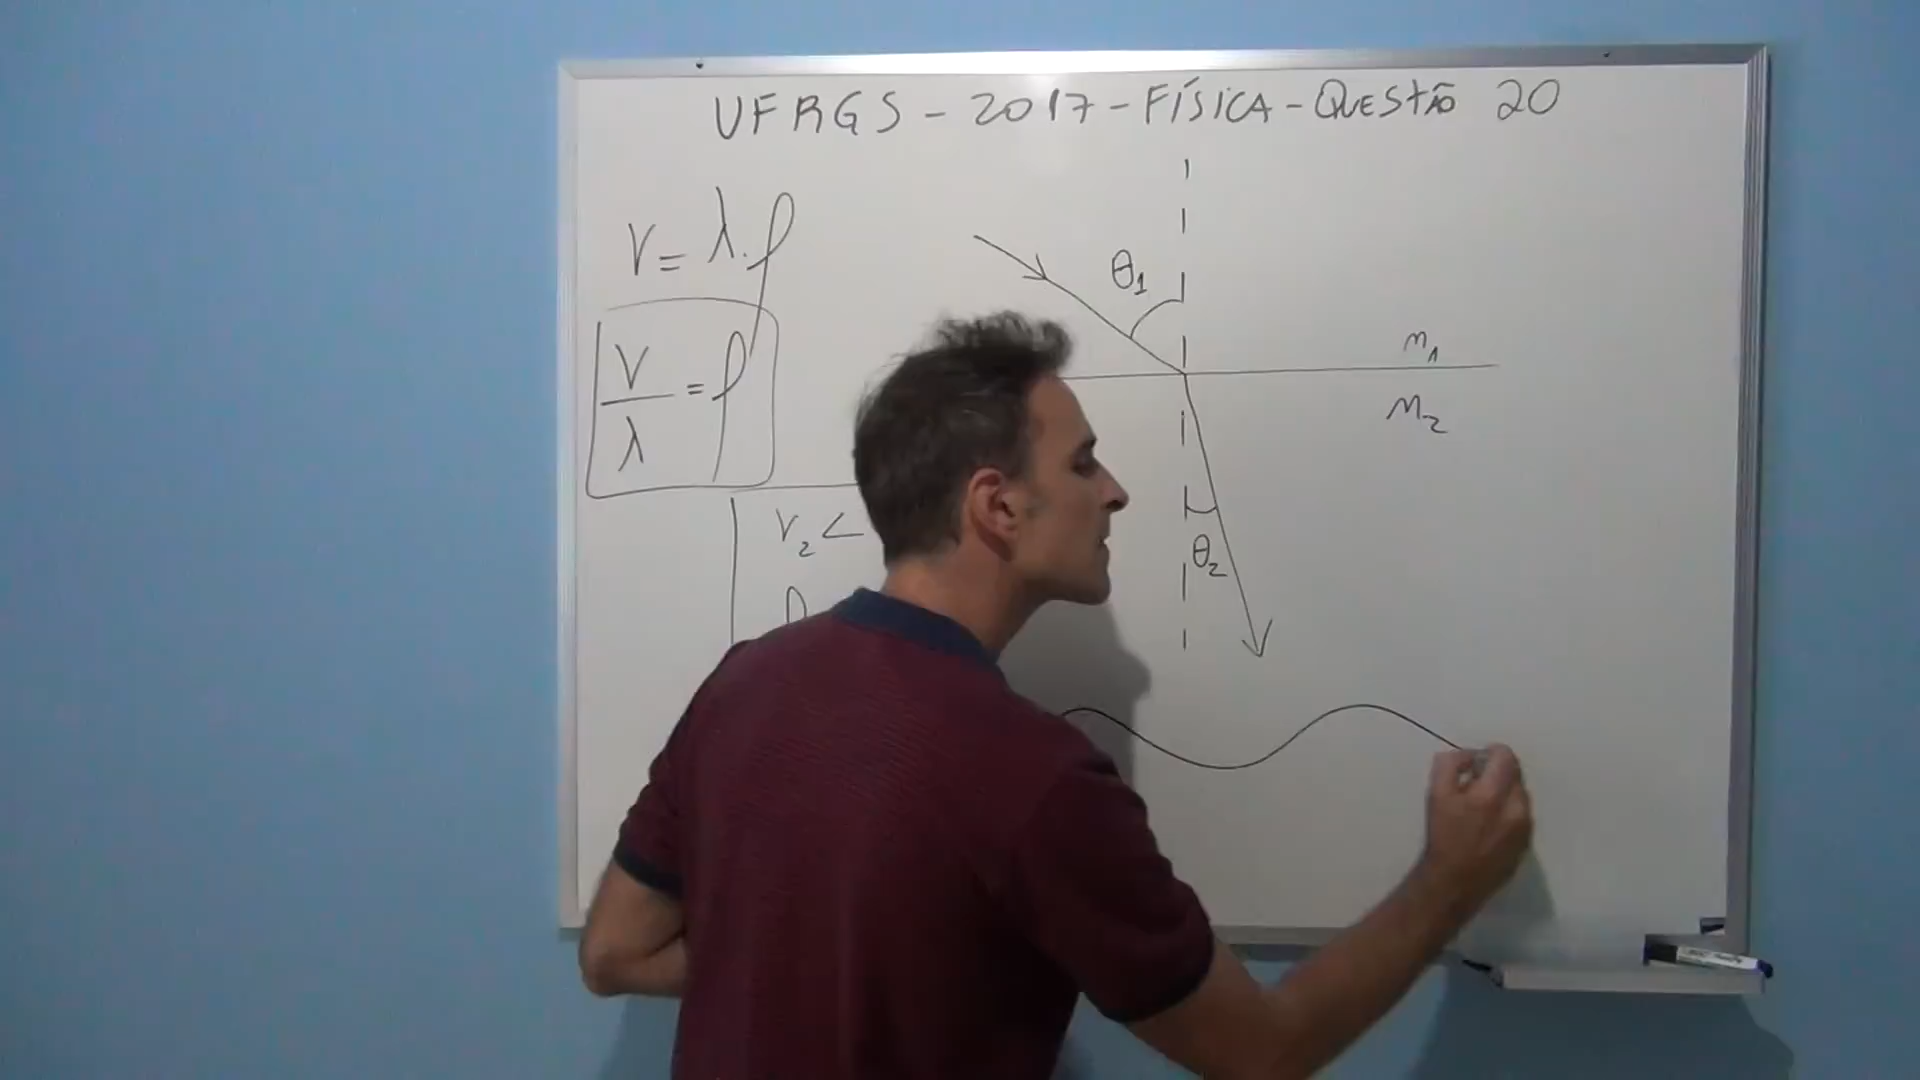 UFRGS - 2017 - FÍSICA - QUESTÃO 20
V = λ.f
V/λ = f
V₂ <
θ₁
n₁
n₂
θ₂